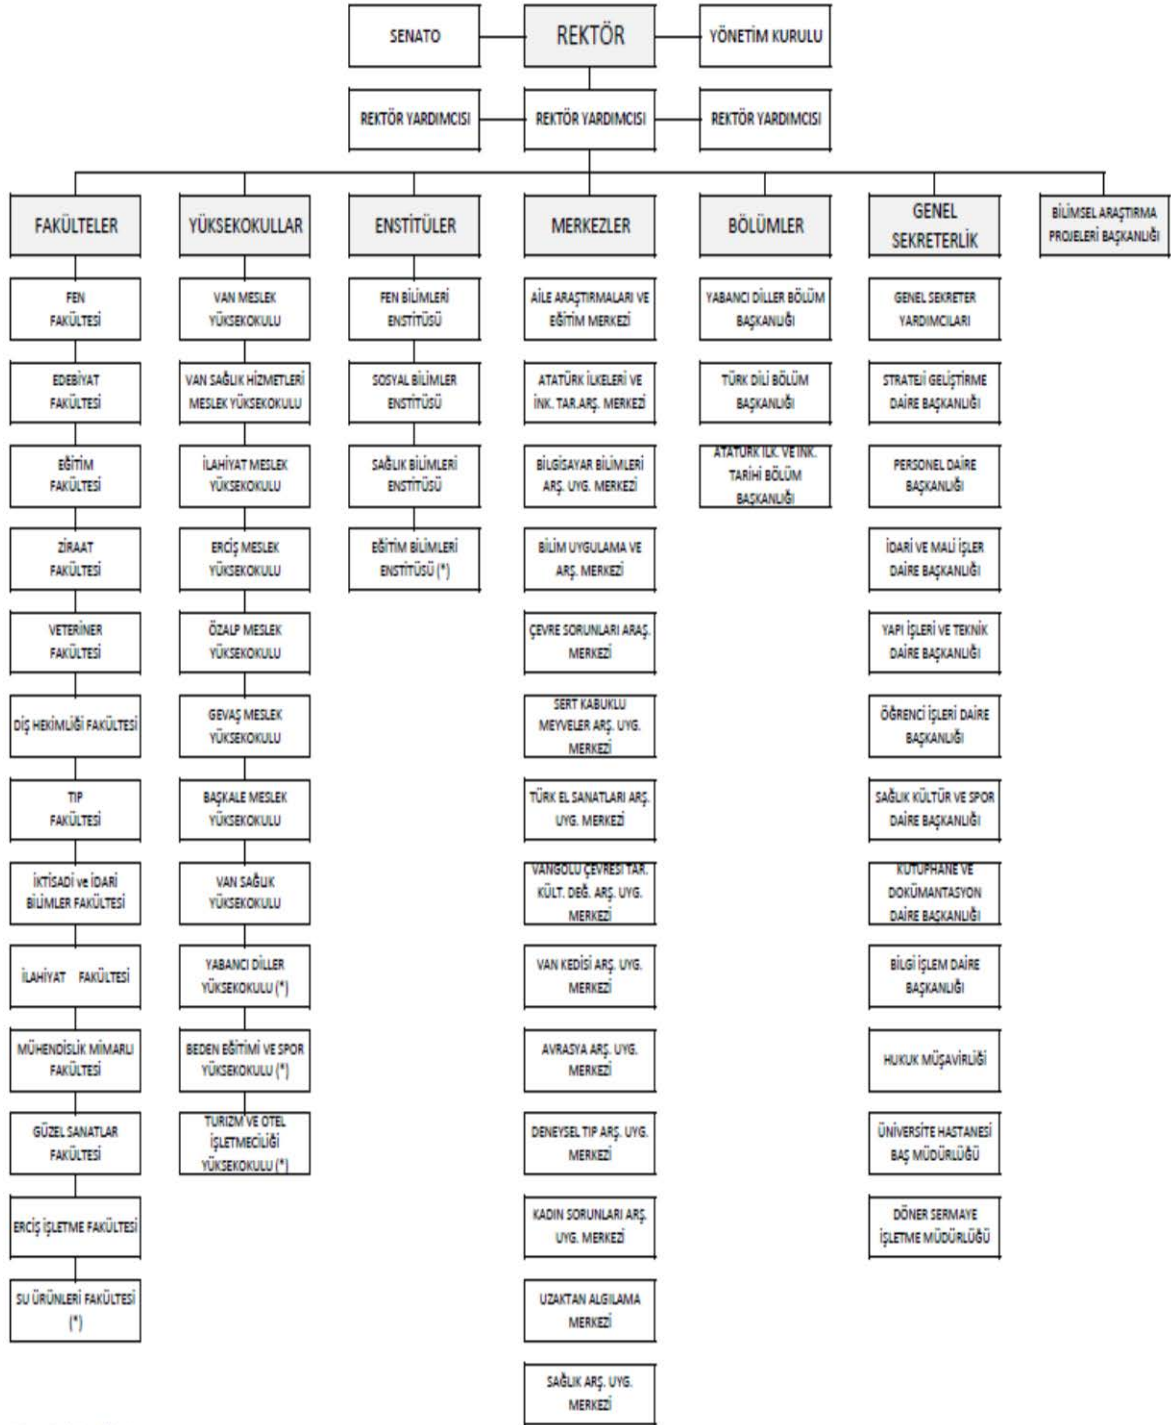 SENATO
REKTÖR
YÖNETİM KURULU
REKTÖR YARDIMCISI
REKTÖR YARDIMCISI
REKTÖR YARDIMCISI
FAKÜLTELER
FEN
FAKÜLTESİ
EDEBİYAT
FAKÜLTESİ
EĞİTİM
FAKÜLTESİ
ZİRAAT
FAKÜLTESİ
VETERİNER
FAKÜLTESİ
DİŞ HEKİMLİĞİ FAKÜLTESİ
TIP
FAKÜLTESİ
İKTİSADİ ve İDARİ
BİLİMLER FAKÜLTESİ
İLAHİYAT FAKÜLTESİ
MÜHENDİSLİK MİMARLI
FAKÜLTESİ
GÜZEL SANATLAR
FAKÜLTESİ
ERCİŞ İŞLETME FAKÜLTESİ
SU ÜRÜNLERİ FAKÜLTESİ
(*)
YÜKSEKOKULLAR
VAN MESLEK
YÜKSEKOKULU
VAN SAĞLIK HİZMETLERİ
MESLEK YÜKSEKOKULU
İLAHİYAT MESLEK
YÜKSEKOKULU
ERCİŞ MESLEK
YÜKSEKOKULU
ÖZALP MESLEK
YÜKSEKOKULU
GEVAŞ MESLEK
YÜKSEKOKULU
BAŞKALE MESLEK
YÜKSEKOKULU
VAN SAĞLIK
YÜKSEKOKULU
YABANCI DİLLER
YÜKSEKOKULU (*)
BEDEN EĞİTİMİ VE SPOR
YÜKSEKOKULU (*)
TURİZM VE OTEL
İŞLETMECİLİĞİ
YÜKSEKOKULU (*)
ENSTİTÜLER
FEN BİLİMLERİ
ENSTİTÜSÜ
SOSYAL BİLİMLER
ENSTİTÜSÜ
SAĞLIK BİLİMLERİ
ENSTİTÜSÜ
EĞİTİM BİLİMLERİ
ENSTİTÜSÜ (*)
MERKEZLER
AİLE ARAŞTIRMALARI VE
EĞİTİM MERKEZİ
ATATÜRK İLKELERİ VE
İNK. TAR.ARŞ. MERKEZİ
BİLGİSAYAR BİLİMLERİ
ARŞ. UYG. MERKEZİ
BİLİM UYGULAMA VE
ARŞ. MERKEZİ
ÇEVRE SORUNLARI ARAŞ.
MERKEZİ
SERT KABUKLU
MEYVELER ARŞ. UYG.
MERKEZİ
TÜRK EL SANATLARI ARŞ.
UYG. MERKEZİ
VANGOLU ÇEVRESİ TAR.
KÜLT. DEĞ. ARŞ. UYG.
MERKEZİ
VAN KEDİSİ ARŞ. UYG.
MERKEZİ
AVRASYA ARŞ. UYG.
MERKEZİ
DENEYSEL TIP ARŞ. UYG.
MERKEZİ
KADIN SORUNLARI ARŞ.
UYG. MERKEZİ
UZAKTAN ALGILAMA
MERKEZİ
SAĞLIK ARŞ. UYG.
MERKEZİ
BÖLÜMLER
YABANCI DİLLER BÖLÜM
BAŞKANLIĞI
TÜRK DİLİ BÖLÜM
BAŞKANLIĞI
ATATÜRK İLK. VE İNK.
TARİHİ BÖLÜM
BAŞKANLIĞI
GENEL
SEKRETERLİK
GENEL SEKRETER
YARDIMCILARI
STRATEJİ GELİŞTİRME
DAİRE BAŞKANLIĞI
PERSONEL DAİRE
BAŞKANLIĞI
İDARİ VE MALİ İŞLER
DAİRE BAŞKANLIĞI
YAPI İŞLERİ VE TEKNİK
DAİRE BAŞKANLIĞI
ÖĞRENCİ İŞLERİ DAİRE
BAŞKANLIĞI
SAĞLIK KÜLTÜR VE SPOR
DAİRE BAŞKANLIĞI
KUTUPHANE VE
DOKÜMANTASYON
DAİRE BAŞKANLIĞI
BİLGİ İŞLEM DAİRE
BAŞKANLIĞI
HUKUK MÜŞAVİRLİĞİ
ÜNİVERSİTE HASTANESİ
BAŞ MÜDÜRLÜĞÜ
DÖNER SERMAYE
İŞLETME MÜDÜRLÜĞÜ
BİLİMSEL ARAŞTIRMA
PROJELERİ BAŞKANLIĞI